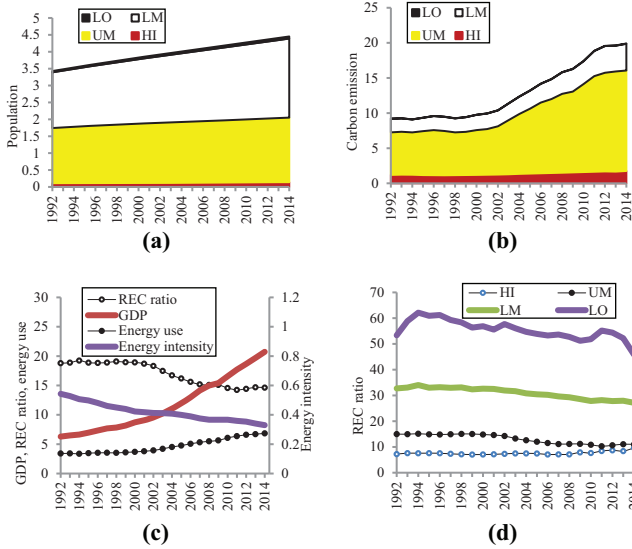 LO LM
UM HI
Population
4.5
4
3.5
3
2.5
2
1.5
1
0.5
0
1992 1994 1996 1998 2000 2002 2004 2006 2008 2010 2012 2014
(a)
LO LM
UM HI
Carbon emission
25
20
15
10
5
0
1992 1994 1996 1998 2000 2002 2004 2006 2008 2010 2012 2014
(b)
REC ratio
GDP
Energy use
Energy intensity
GDP, REC ratio, energy use
30
25
20
15
10
5
0
1.2
1
0.8
0.6
0.4
0.2
0
Energy intensity
1992 1994 1996 1998 2000 2002 2004 2006 2008 2010 2012 2014
(c)
HI UM
LM LO
REC ratio
70
60
50
40
30
20
10
0
1992 1994 1996 1998 2000 2002 2004 2006 2008 2010 2012 2014
(d)